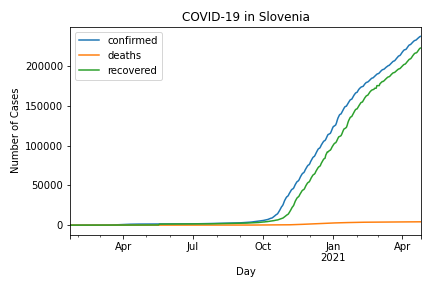 COVID-19 in Slovenia
confirmed
deaths
recovered
Number of Cases
200000
150000
100000
50000
0
Apr
Jul
Oct
Jan
2021
Apr
Day